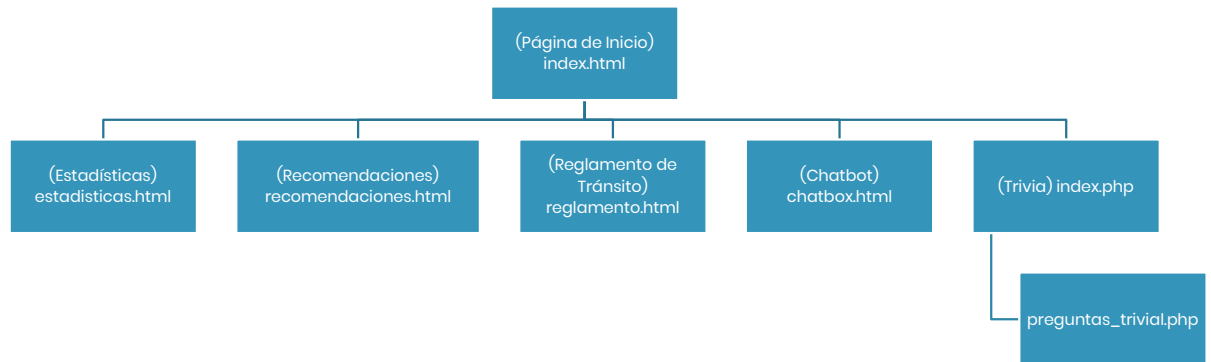 (Página de Inicio)
index.html
(Estadísticas)
estadisticas.html
(Recomendaciones)
recomendaciones.html
(Reglamento de
Tránsito)
reglamento.html
(Chatbot)
chatbox.html
(Trivia) index.php
preguntas_trivial.php